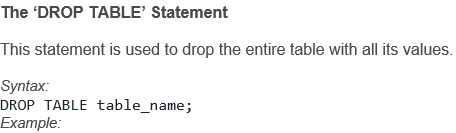 The ‘DROP TABLE’ Statement
This statement is used to drop the entire table with all its values.
Syntax:
DROP TABLE table_name;
Example: